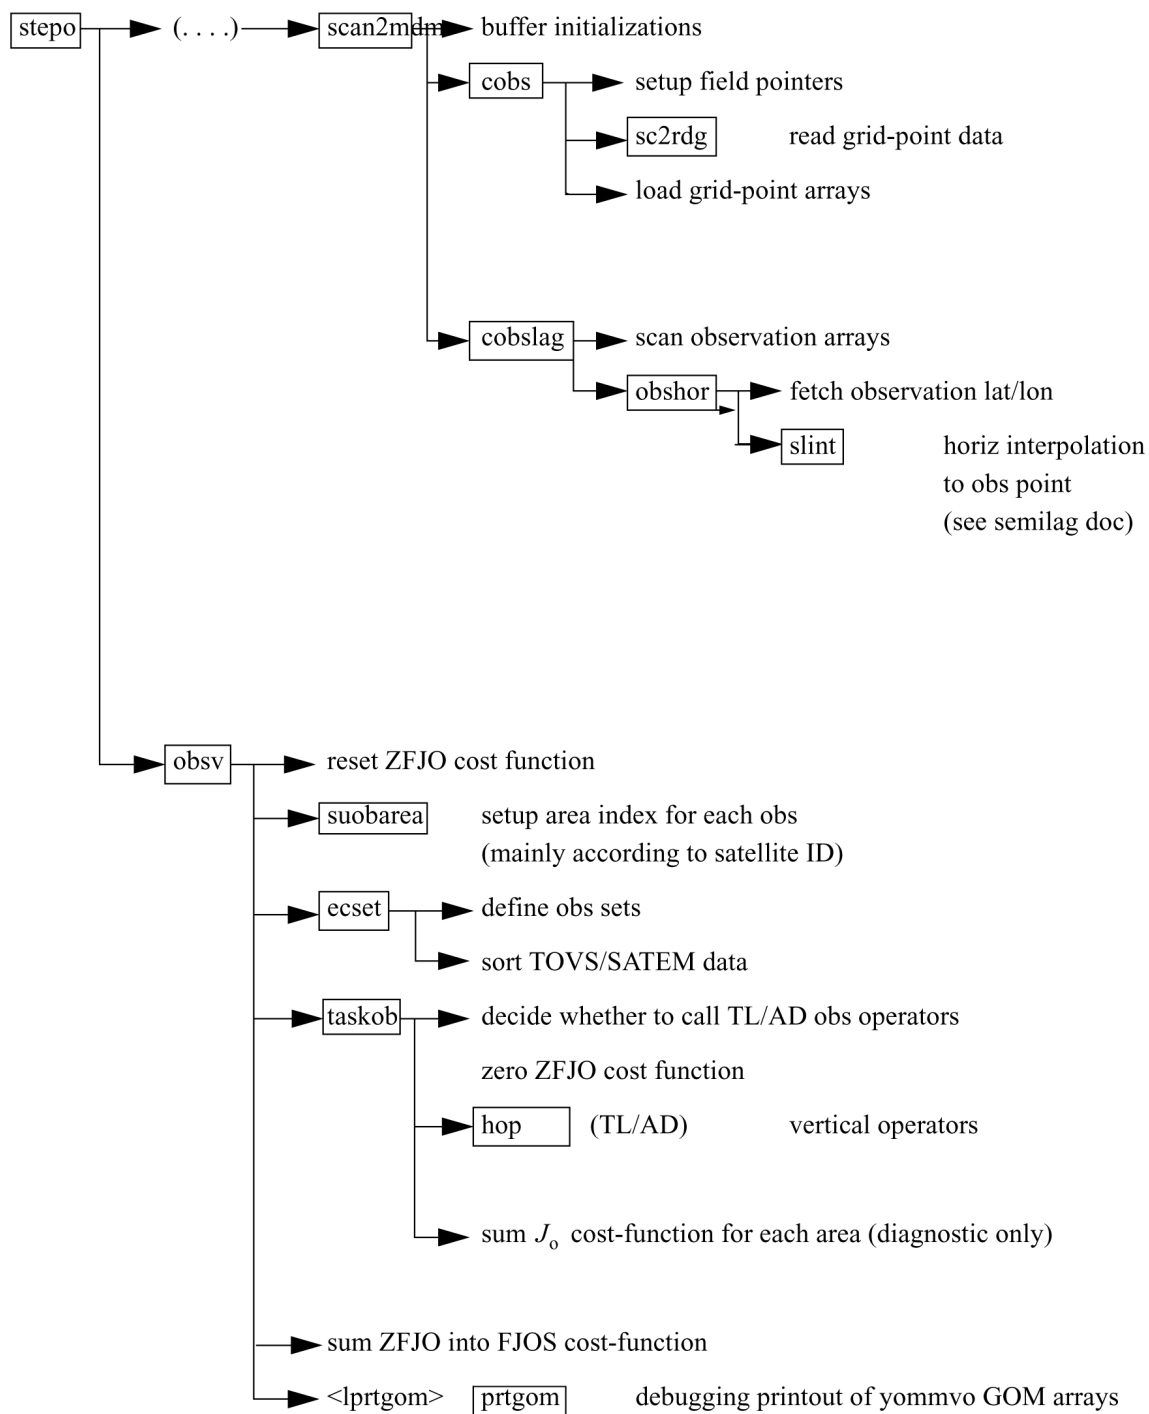 stepo (. . . .) scan2mdm buffer initializations
cobs setup field pointers
sc2rdg read grid-point data
load grid-point arrays
cobslag scan observation arrays
obshor fetch observation lat/lon
slint horiz interpolation
to obs point
(see semilag doc)
obsv reset ZFJO cost function
suobarea setup area index for each obs
(mainly according to satellite ID)
ecset define obs sets
sort TOVS/SATEM data
taskob decide whether to call TL/AD obs operators
zero ZFJO cost function
hop (TL/AD) vertical operators
sum Jo cost-function for each area (diagnostic only)
sum ZFJO into FJOS cost-function
<lprtgom> prtgom debugging printout of yommvo GOM arrays